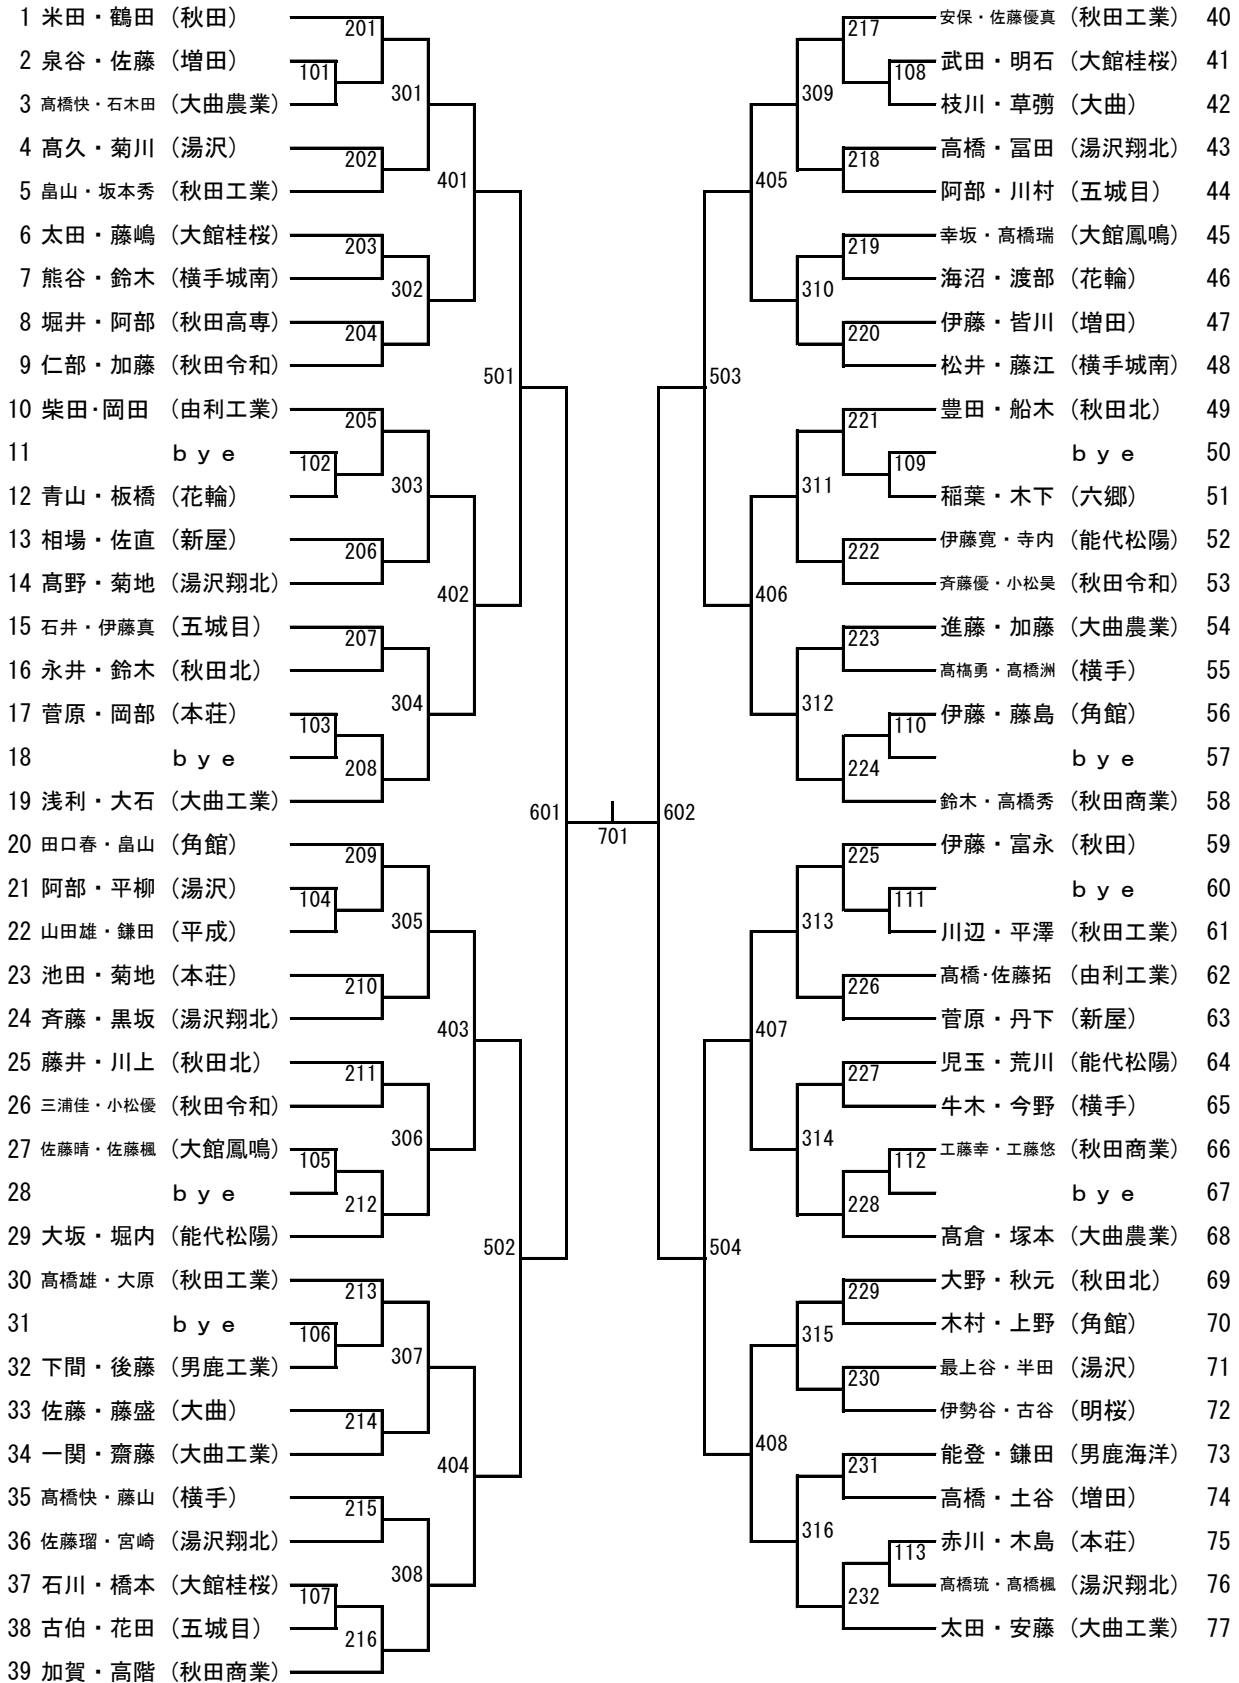 1 米田・鶴田 (秋田)
2 泉谷・佐藤 (増田)
3 髙橋快・石木田 (大曲農業)
4 髙久・菊川 (湯沢)
5 畠山・坂本秀 (秋田工業)
6 太田・藤嶋 (大館桂桜)
7 熊谷・鈴木 (横手城南)
8 堀井・阿部 (秋田高専)
9 仁部・加藤 (秋田令和)
10 柴田・岡田 (由利工業)
11 ｂｙｅ
12 青山・板橋 (花輪)
13 相場・佐直 (新屋)
14 髙野・菊地 (湯沢翔北)
15 石井・伊藤真 (五城目)
16 永井・鈴木 (秋田北)
17 菅原・岡部 (本荘)
18 ｂｙｅ
19 浅利・大石 (大曲工業)
20 田口春・畠山 (角館)
21 阿部・平柳 (湯沢)
22 山田雄・鎌田 (平成)
23 池田・菊地 (本荘)
24 斉藤・黒坂 (湯沢翔北)
25 藤井・川上 (秋田北)
26 三浦佳・小松優 (秋田令和)
27 佐藤晴・佐藤楓 (大館鳳鳴)
28 ｂｙｅ
29 大坂・堀内 (能代松陽)
30 髙橋雄・大原 (秋田工業)
31 ｂｙｅ
32 下間・後藤 (男鹿工業)
33 佐藤・藤盛 (大曲)
34 一関・齋藤 (大曲工業)
35 髙橋快・藤山 (横手)
36 佐藤瑠・宮崎 (湯沢翔北)
37 石川・橋本 (大館桂桜)
38 古伯・花田 (五城目)
39 加賀・高階 (秋田商業)
201
101
301
202
401
203
302
204
501
205
102
303
206
402
207
304
103
208
601
209
104
305
210
403
211
306
105
212
502
213
106
307
214
404
215
308
107
216
701
602
217
108
309
218
405
219
310
220
503
221
109
311
222
406
223
312
110
224
225
111
313
226
407
227
314
112
228
504
229
315
230
408
231
316
113
232
安保・佐藤優真 (秋田工業) 40
武田・明石 (大館桂桜) 41
枝川・草彅 (大曲) 42
高橋・冨田 (湯沢翔北) 43
阿部・川村 (五城目) 44
幸坂・髙橋瑞 (大館鳳鳴) 45
海沼・渡部 (花輪) 46
伊藤・皆川 (増田) 47
松井・藤江 (横手城南) 48
豊田・船木 (秋田北) 49
ｂｙｅ 50
稲葉・木下 (六郷) 51
伊藤寛・寺内 (能代松陽) 52
斉藤優・小松昊 (秋田令和) 53
進藤・加藤 (大曲農業) 54
髙橋勇・髙橋洲 (横手) 55
伊藤・藤島 (角館) 56
ｂｙｅ 57
鈴木・高橋秀 (秋田商業) 58
伊藤・富永 (秋田) 59
ｂｙｅ 60
川辺・平澤 (秋田工業) 61
髙橋・佐藤拓 (由利工業) 62
菅原・丹下 (新屋) 63
児玉・荒川 (能代松陽) 64
牛木・今野 (横手) 65
工藤幸・工藤悠 (秋田商業) 66
ｂｙｅ 67
髙倉・塚本 (大曲農業) 68
大野・秋元 (秋田北) 69
木村・上野 (角館) 70
最上谷・半田 (湯沢) 71
伊勢谷・古谷 (明桜) 72
能登・鎌田 (男鹿海洋) 73
高橋・土谷 (増田) 74
赤川・木島 (本荘) 75
髙橋琉・髙橋楓 (湯沢翔北) 76
太田・安藤 (大曲工業) 77